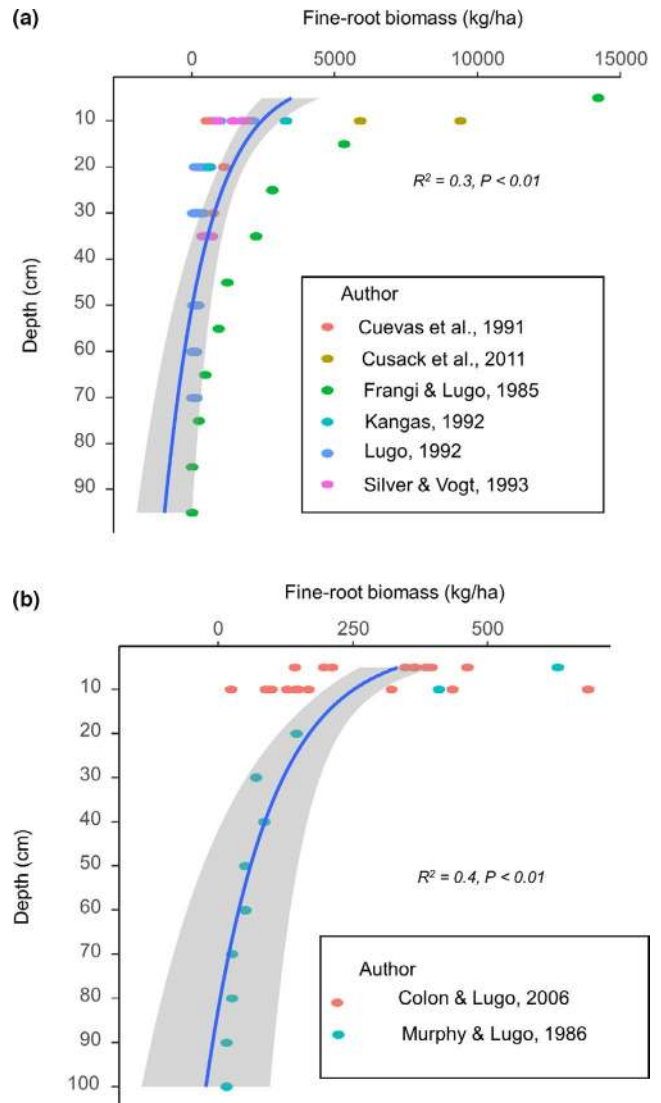 (a)
Fine-root biomass (kg/ha)
0 5000 10000 15000
Depth (cm)
10
20
30
40
50
60
70
80
90
R² = 0.3, P < 0.01
Author
Cuevas et al., 1991
Cusack et al., 2011
Frangi & Lugo, 1985
Kangas, 1992
Lugo, 1992
Silver & Vogt, 1993
(b)
Fine-root biomass (kg/ha)
0 250 500
Depth (cm)
10
20
30
40
50
60
70
80
90
100
R² = 0.4, P < 0.01
Author
Colon & Lugo, 2006
Murphy & Lugo, 1986